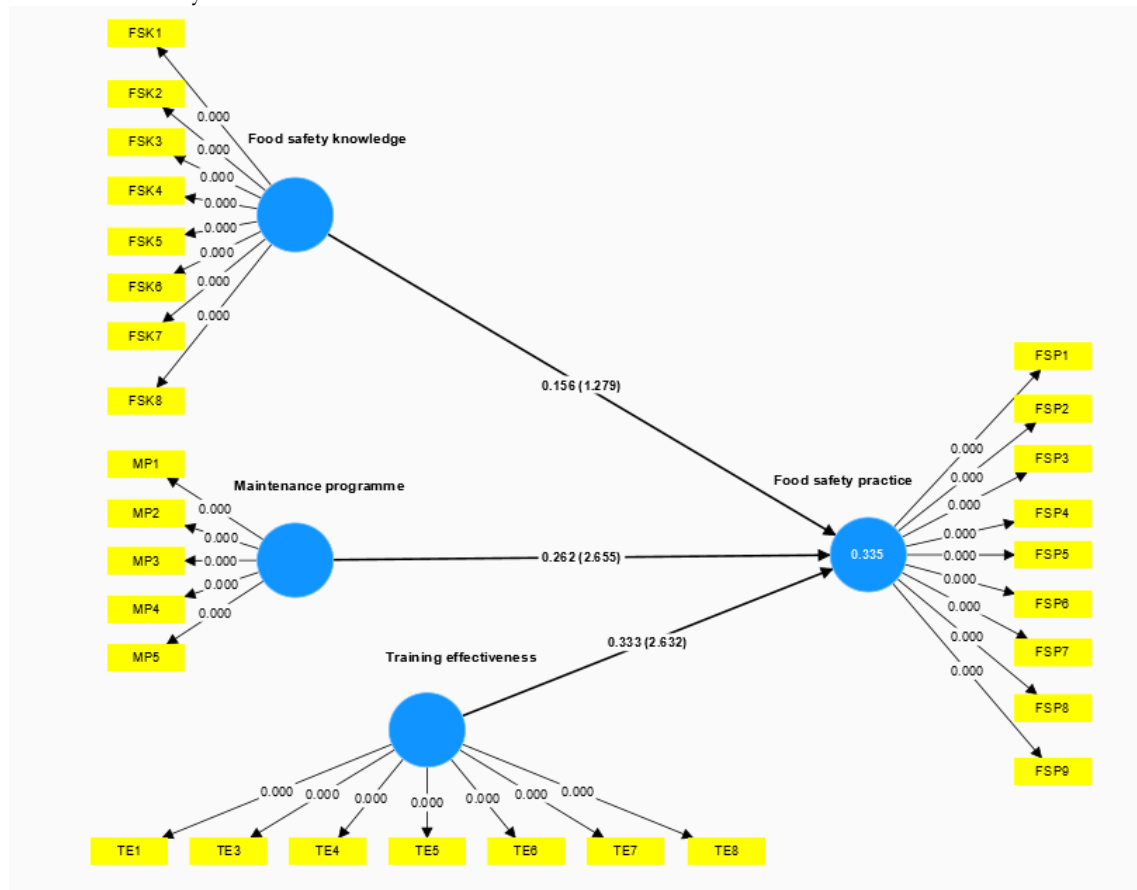 FSK1
FSK2
FSK3
FSK4
FSK5
FSK6
FSK7
FSK8
0.000
0.000
0.000
0.000
0.000
0.000
0.000
0.000
Food safety knowledge
0.156 (1.279)
MP1
MP2
MP3
MP4
MP5
0.000
0.000
0.000
0.000
0.000
Maintenance programme
0.262 (2.655)
Training effectiveness
0.333 (2.632)
0.000
0.000
0.000
0.000
0.000
0.000
0.000
TE1
TE3
TE4
TE5
TE6
TE7
TE8
Food safety practice
0.335
0.000
0.000
0.000
0.000
0.000
0.000
0.000
0.000
0.000
FSP1
FSP2
FSP3
FSP4
FSP5
FSP6
FSP7
FSP8
FSP9